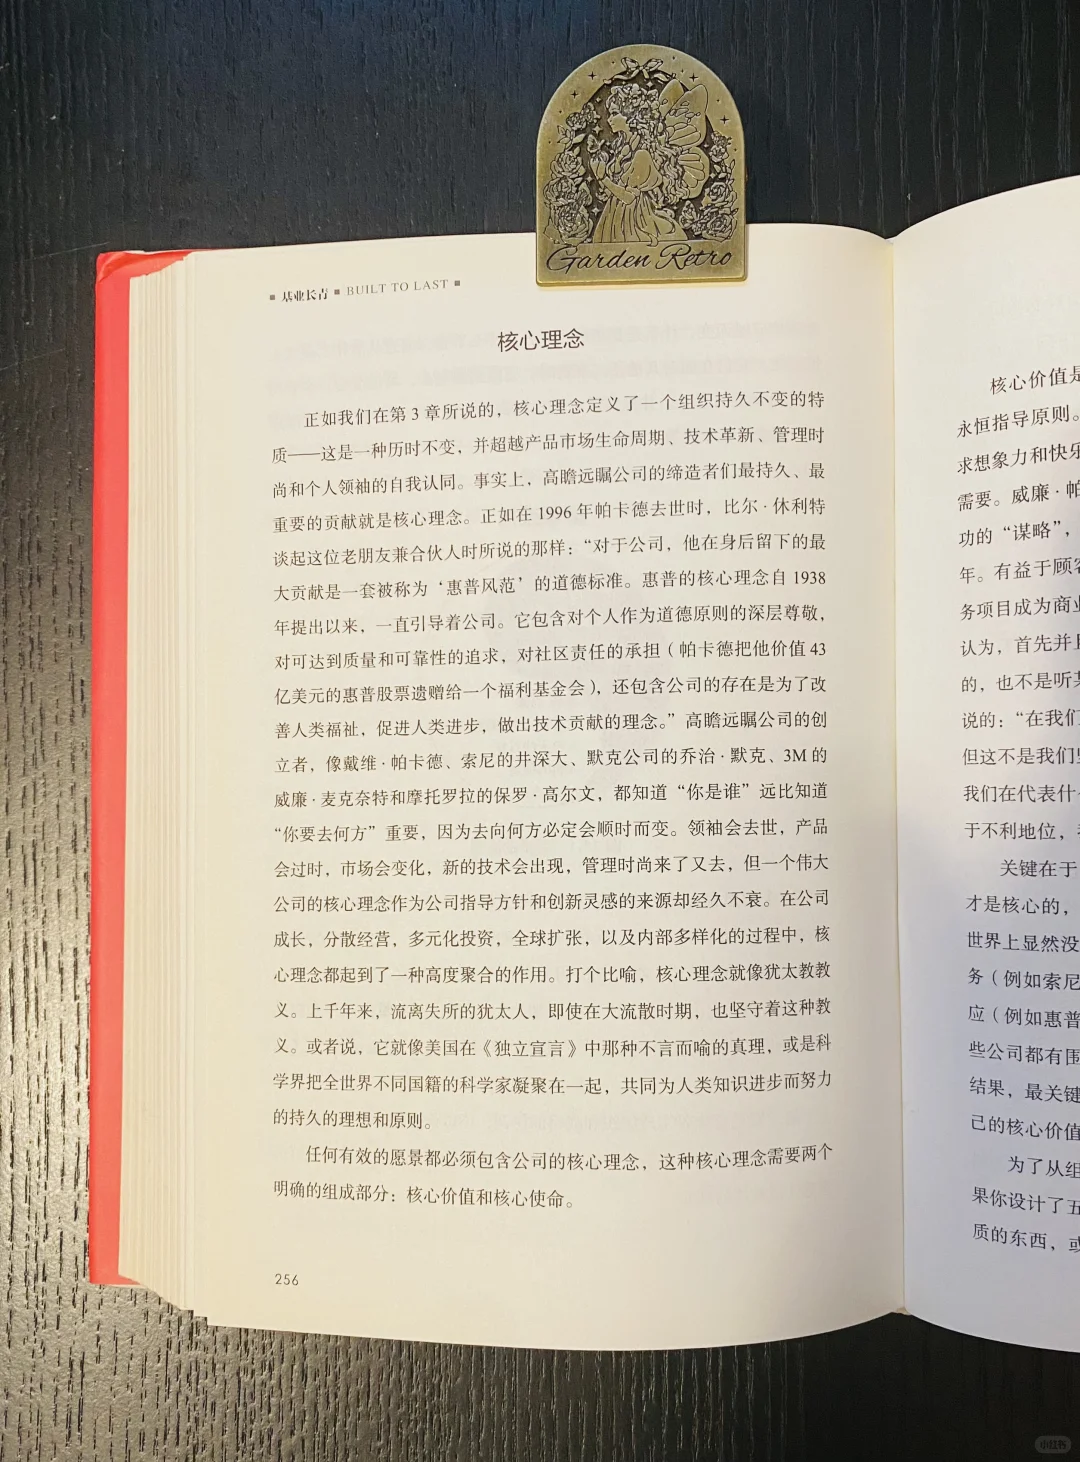 Garden Retro
基业长青 BUILT TO LAST
核心理念
正如我们在第 3 章所说的，核心理念定义了一个组织持久不变的特
质——这是一种历时不变，并超越产品市场生命周期、技术革新、管理时
尚和个人领袖的自我认同。事实上，高瞻远瞩公司的缔造者们最持久、最
重要的贡献就是核心理念。正如在 1996 年帕卡德去世时，比尔·休利特
谈起这位老朋友兼合伙人时所说的那样：“对于公司，他在身后留下的最
大贡献是一套被称为‘惠普风范’的道德标准。惠普的核心理念自 1938
年提出以来，一直引导着公司。它包含对个人作为道德原则的深层尊敬，
对可达到质量和可靠性的追求，对社区责任的承担（帕卡德把他价值 43
亿美元的惠普股票遗赠给一个福利基金会），还包含公司的存在是为了改
善人类福祉，促进人类进步，做出技术贡献的理念。”高瞻远瞩公司的创
立者，像戴维·帕卡德、索尼的井深大、默克公司的乔治·默克、3M 的
威廉·麦克奈特和摩托罗拉的保罗·高尔文，都知道“你是谁”远比知道
“你要去何方”重要，因为去向何方必定会顺时而变。领袖会去世，产品
会过时，市场会变化，新的技术会出现，管理时尚来了又去，但一个伟大
公司的核心理念作为公司指导方针和创新灵感的来源却经久不衰。在公司
成长，分散经营，多元化投资，全球扩张，以及内部多样化的过程中，核
心理念都起到了一种高度聚合的作用。打个比喻，核心理念就像犹太教教
义。上千年来，流离失所的犹太人，即使在大流散时期，也坚守着这种教
义。或者说，它就像美国在《独立宣言》中那种不言而喻的真理，或是科
学界把全世界不同国籍的科学家凝聚在一起，共同为人类知识进步而努力
的持久的理想和原则。
任何有效的愿景都必须包含公司的核心理念，这种核心理念需要两个
明确的组成部分：核心价值和核心使命。
256
核心价值是
永恒指导原则。
求想象力和快乐
需要。威廉·帕
功的“谋略”，
年。有益于顾客
务项目成为商业
认为，首先并
的，也不是听某
说的：“在我们
但这不是我们
我们在代表什
于不利地位，
关键在于
才是核心的，
世界上显然没
务（例如索尼
应（例如惠普
些公司都有
结果，最关键
己的核心价值
为了从组
果你设计了五
质的东西，或
小红书